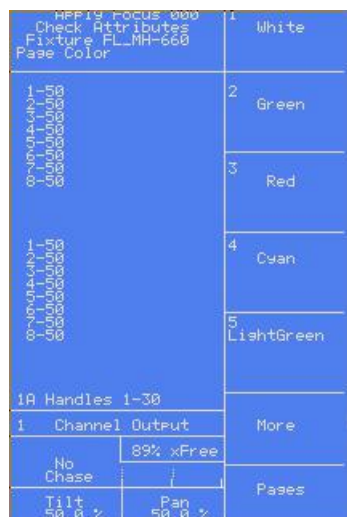 Apply Focus 000
Check Attributes
Fixture FL_MH-660
Page Color
1-50
2-50
3-50
4-50
5-50
6-50
7-50
8-50
1-50
2-50
3-50
4-50
5-50
6-50
7-50
8-50
1A Handles 1-30
1 Channel Output
89% xFree
No
Chase
Tilt
50.0 %
Pan
50.0 %
1
White
2
Green
3
Red
4
Cyan
5
LightGreen
More
Pages